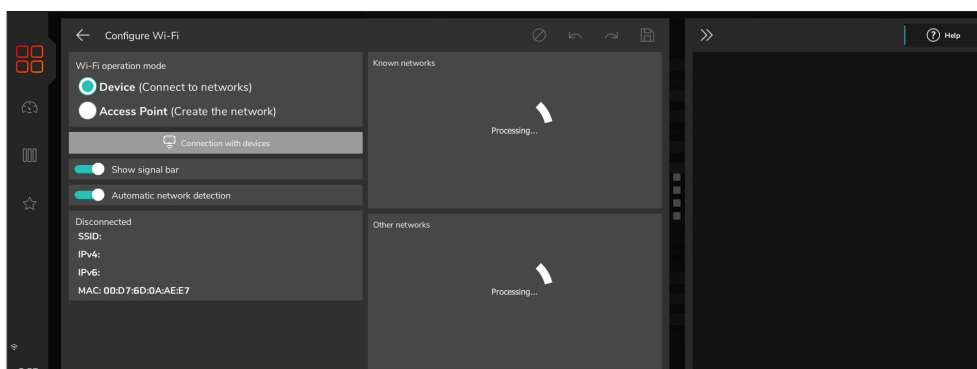 Configure Wi-Fi
Help
Wi-Fi operation mode
Device (Connect to networks)
Access Point (Create the network)
Connection with devices
Show signal bar
Automatic network detection
Disconnected
SSID:
IPv4:
IPv6:
MAC: 00:D7:6D:0A:AE:E7
Known networks
Processing...
Other networks
Processing...